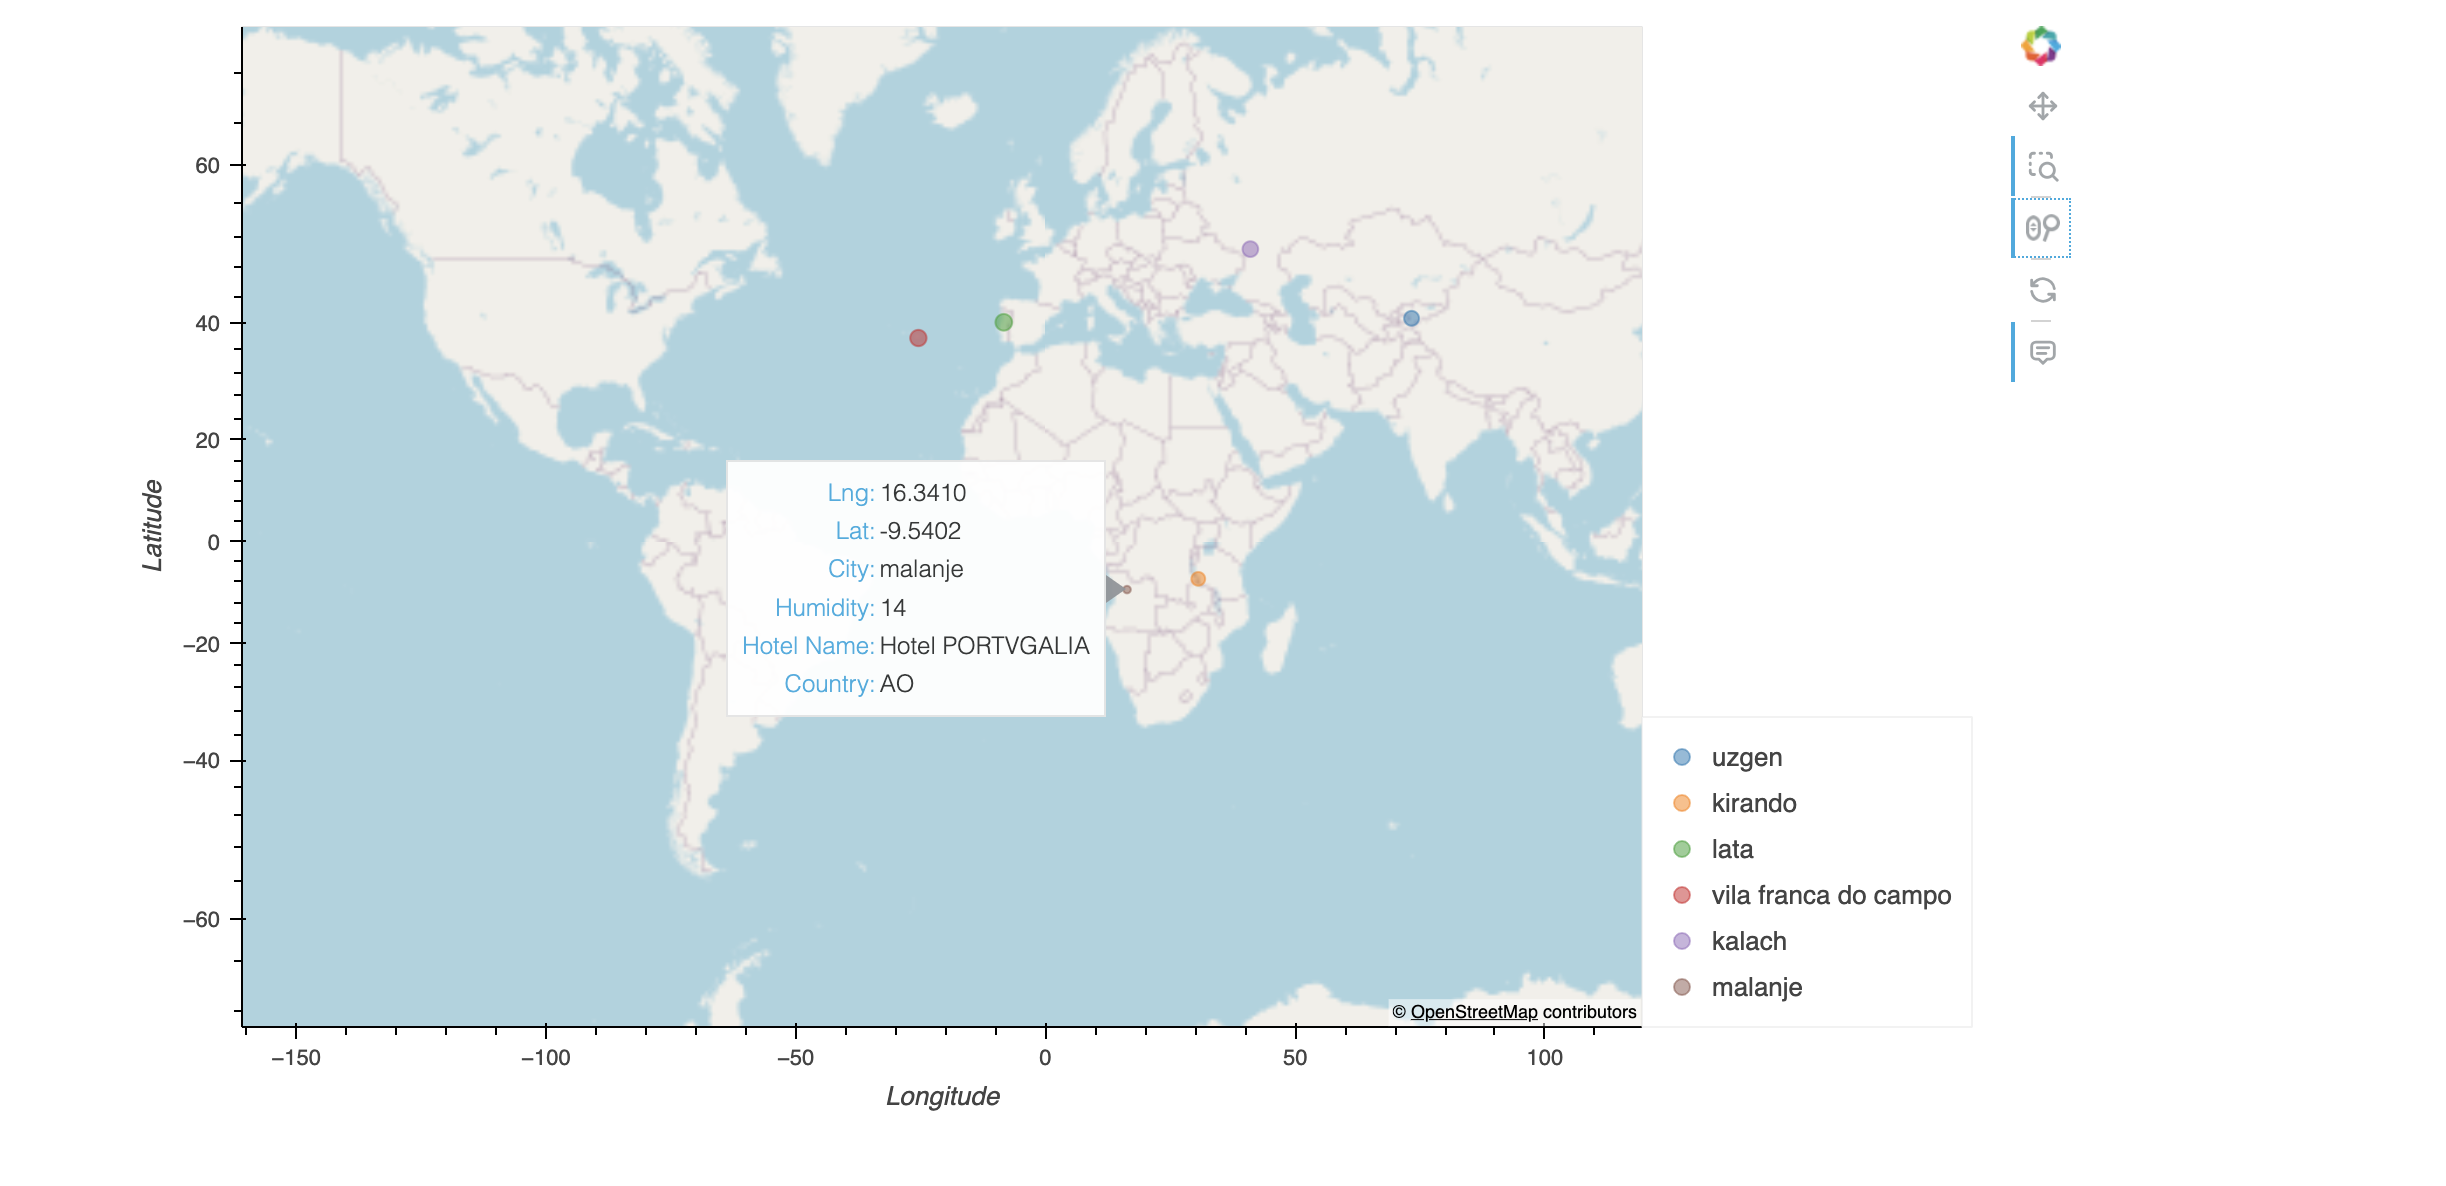 60
40
20
0
−20
−40
−60
Latitude
Lng: 16.3410
Lat: -9.5402
City: malanje
Humidity: 14
Hotel Name: Hotel PORTVGALIA
Country: AO
uzgen
kirando
lata
vila franca do campo
kalach
malanje
© OpenStreetMap contributors
−150 −100 −50 0 50 100
Longitude